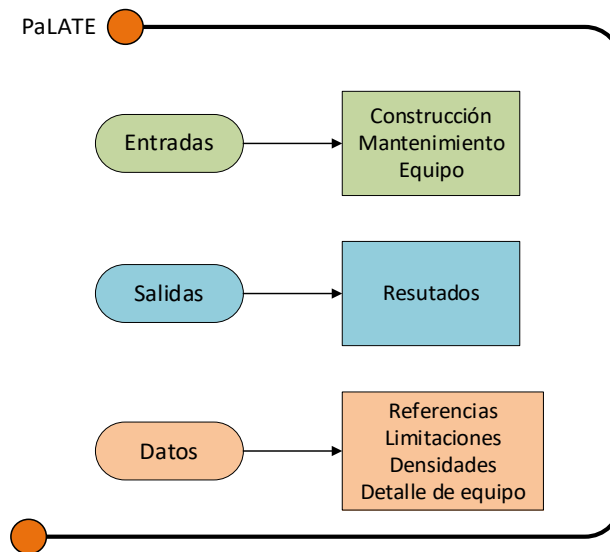 PaLATE
Entradas
Construcción
Mantenimiento
Equipo
Salidas
Resutados
Datos
Referencias
Limitaciones
Densidades
Detalle de equipo